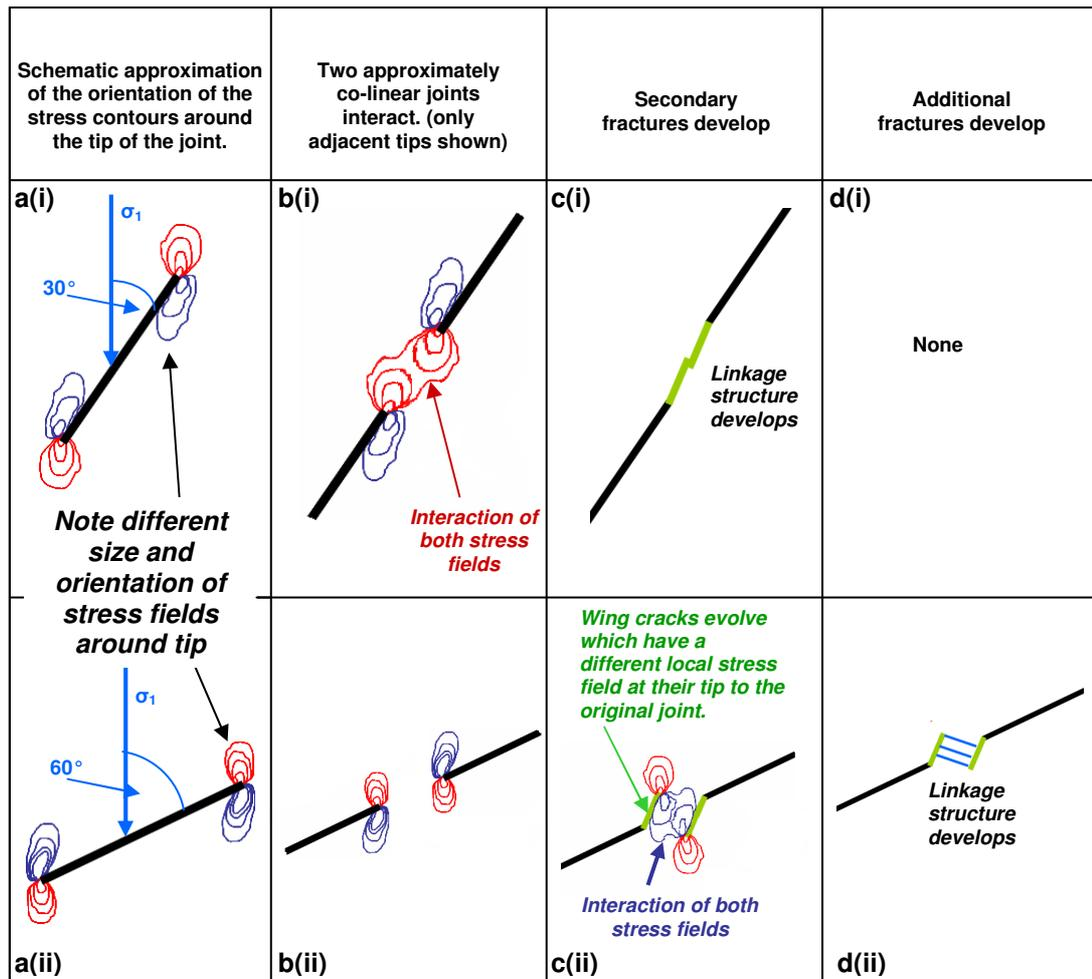 Schematic approximation
of the orientation of the
stress contours around
the tip of the joint.
Two approximately
co-linear joints
interact. (only
adjacent tips shown)
Secondary
fractures develop
Additional
fractures develop
a(i)
σ1
30°
b(i)
Interaction of
both stress
fields
c(i)
Linkage
structure
develops
d(i)
None
Note different
size and
orientation of
stress fields
around tip
σ1
60°
a(ii)
b(ii)
Wing cracks evolve
which have a
different local stress
field at their tip to the
original joint.
Interaction of both
stress fields
c(ii)
Linkage
structure
develops
d(ii)